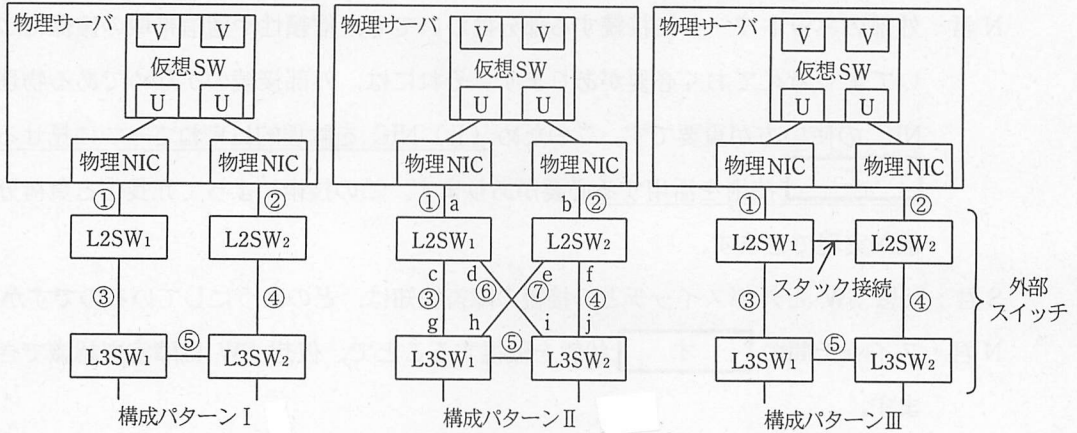 物理サーバ
V V
仮想SW
U U
物理NIC 物理NIC
① ②
L2SW₁ L2SW₂
③ ④
⑤
L3SW₁ L3SW₂
構成パターンⅠ
物理サーバ
V V
仮想SW
U U
物理NIC 物理NIC
① a b ②
L2SW₁ L2SW₂
c d e f
③ ⑥ ⑦ ④
g h i j
⑤
L3SW₁ L3SW₂
構成パターンⅡ
物理サーバ
V V
仮想SW
U U
物理NIC 物理NIC
① ②
L2SW₁ L2SW₂
スタック接続
③ ④
⑤
L3SW₁ L3SW₂
構成パターンⅢ
外部
スイッチ